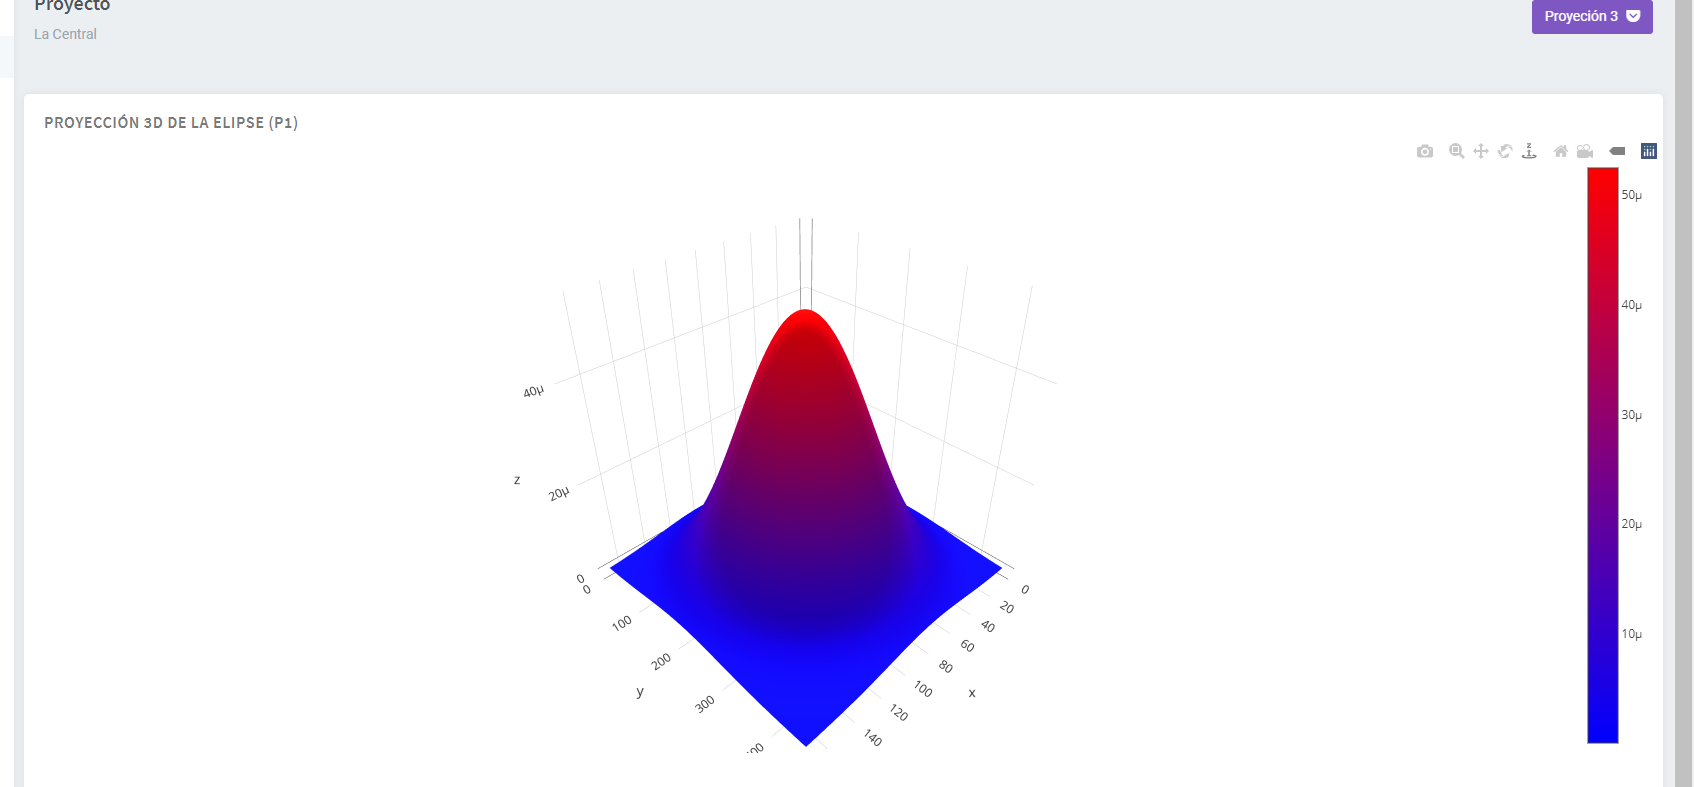 Proyecto
La Central
Proyeción 3
PROYECCIÓN 3D DE LA ELIPSE (P1)
z
50µ
40µ
30µ
20µ
10µ
40µ
20µ
z
0
0
100
200
300
y
0
20
40
60
80
100
120
140
x